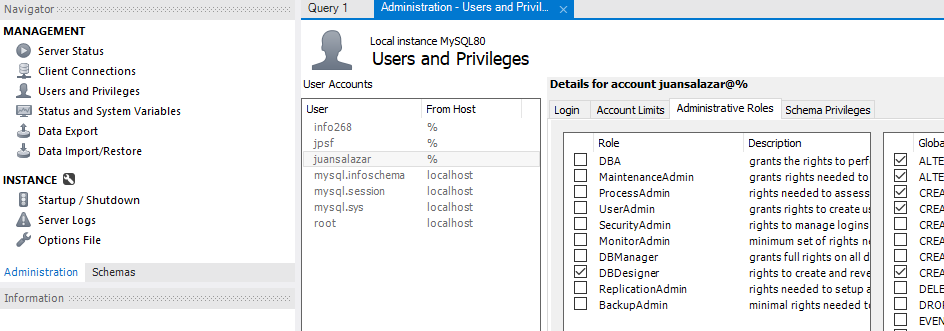 Navigator
MANAGEMENT
Server Status
Client Connections
Users and Privileges
Status and System Variables
Data Export
Data Import/Restore
INSTANCE
Startup / Shutdown
Server Logs
Options File
Administration Schemas
Information
Query 1 Administration - Users and Privil... ×
Local instance MySQL80
Users and Privileges
User Accounts
User From Host
info268 %
jpsf %
juansalazar %
mysql.infoschema localhost
mysql.session localhost
mysql.sys localhost
root localhost
Details for account juansalazar@%
Login Account Limits Administrative Roles Schema Privileges
Role Description
DBA grants the rights to perf
MaintenanceAdmin grants rights needed to
ProcessAdmin rights needed to assess
UserAdmin grants rights to create us
SecurityAdmin rights to manage logins
MonitorAdmin minimum set of rights n
DBManager grants full rights on all d
DBDesigner rights to create and reve
ReplicationAdmin rights needed to setup a
BackupAdmin minimal rights needed to
Globa
ALTE
ALTE
CREA
CREA
CREA
CREA
CREA
CREA
DELE
DROP
EVEN